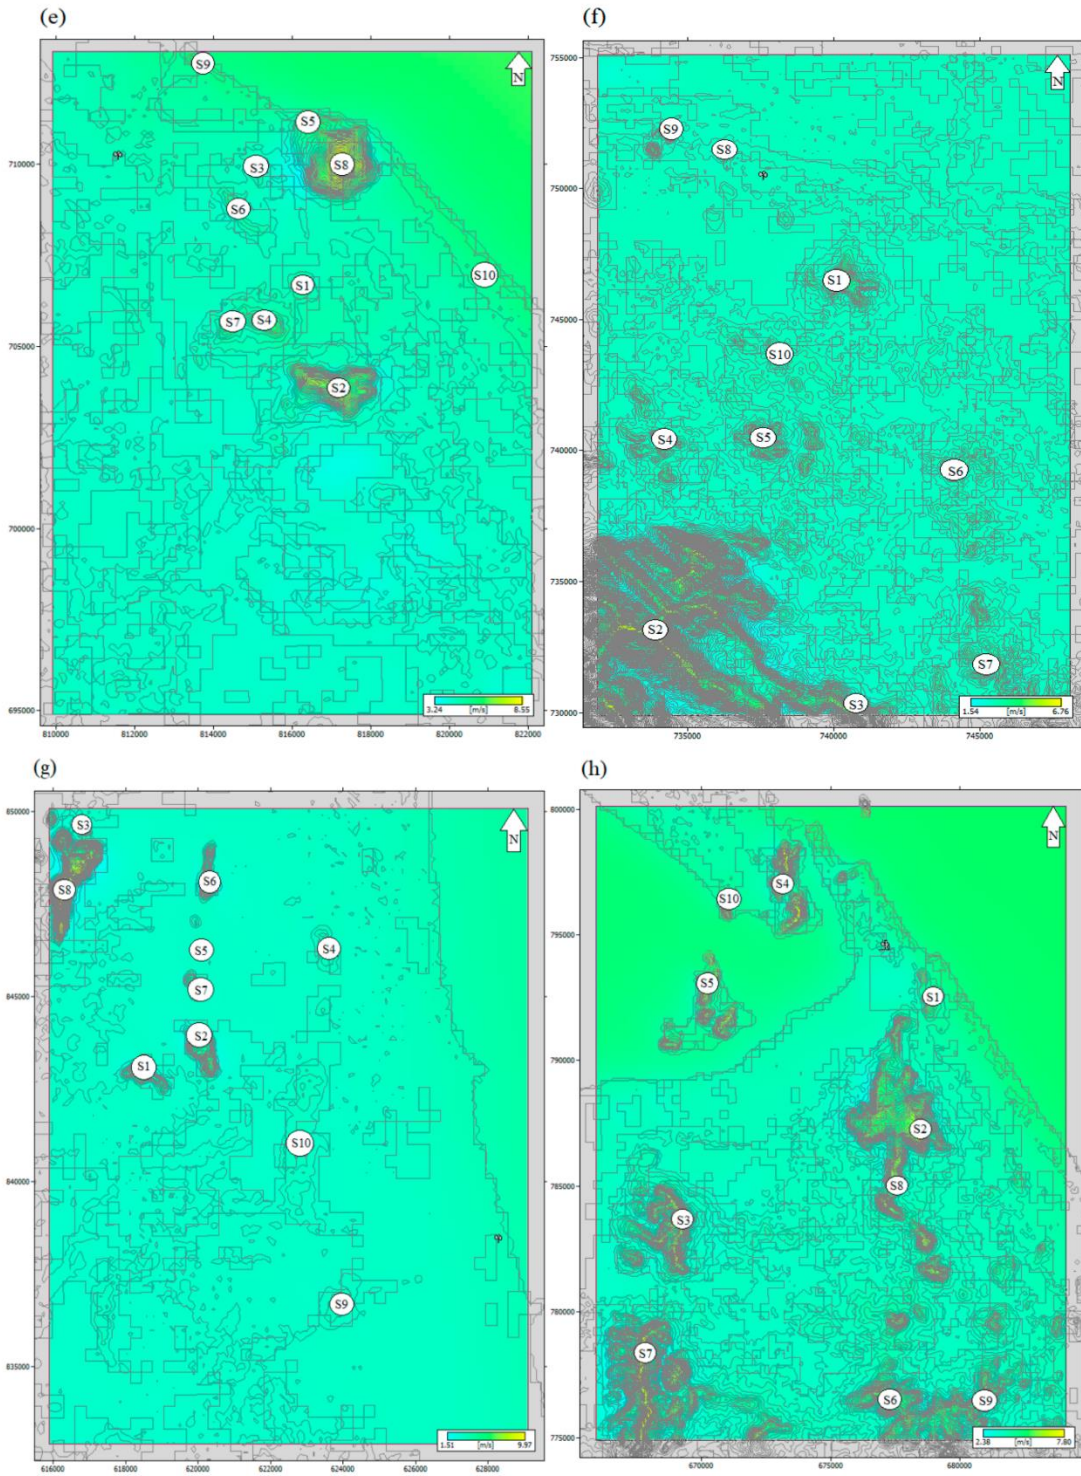 (e)
N
S9
S5
710000
S8
S3
S6
S10
S1
S7
S4
705000
S2
700000
695000
3.24 [m/s] 8.55
810000 812000 814000 816000 818000 820000 822000
(f)
755000
N
S9
S8
750000
S1
745000
S10
S4
S5
740000
S6
735000
S2
S7
S3
730000
1.54 [m/s] 6.76
735000 740000 745000
(g)
850000
N
S3
S6
S8
S5
S4
845000
S7
S2
S1
S10
840000
S9
835000
1.51 [m/s] 9.97
616000 618000 620000 622000 624000 626000 628000
(h)
800000
N
S4
S10
795000
S5
S1
790000
S2
785000
S8
S3
780000
S7
S6
S9
775000
2.38 [m/s] 7.80
670000 675000 680000